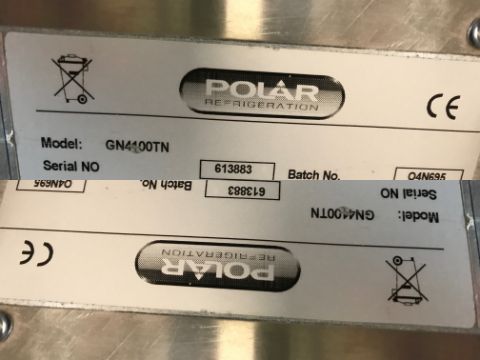 POLAR
REFRIGERATION
CE
Model: GN4100TN
Serial NO 613883 Batch No. O4N695
Serial NO 613883 Batch No. O4N695
Model: GN4100TN
POLAR
REFRIGERATION
CE